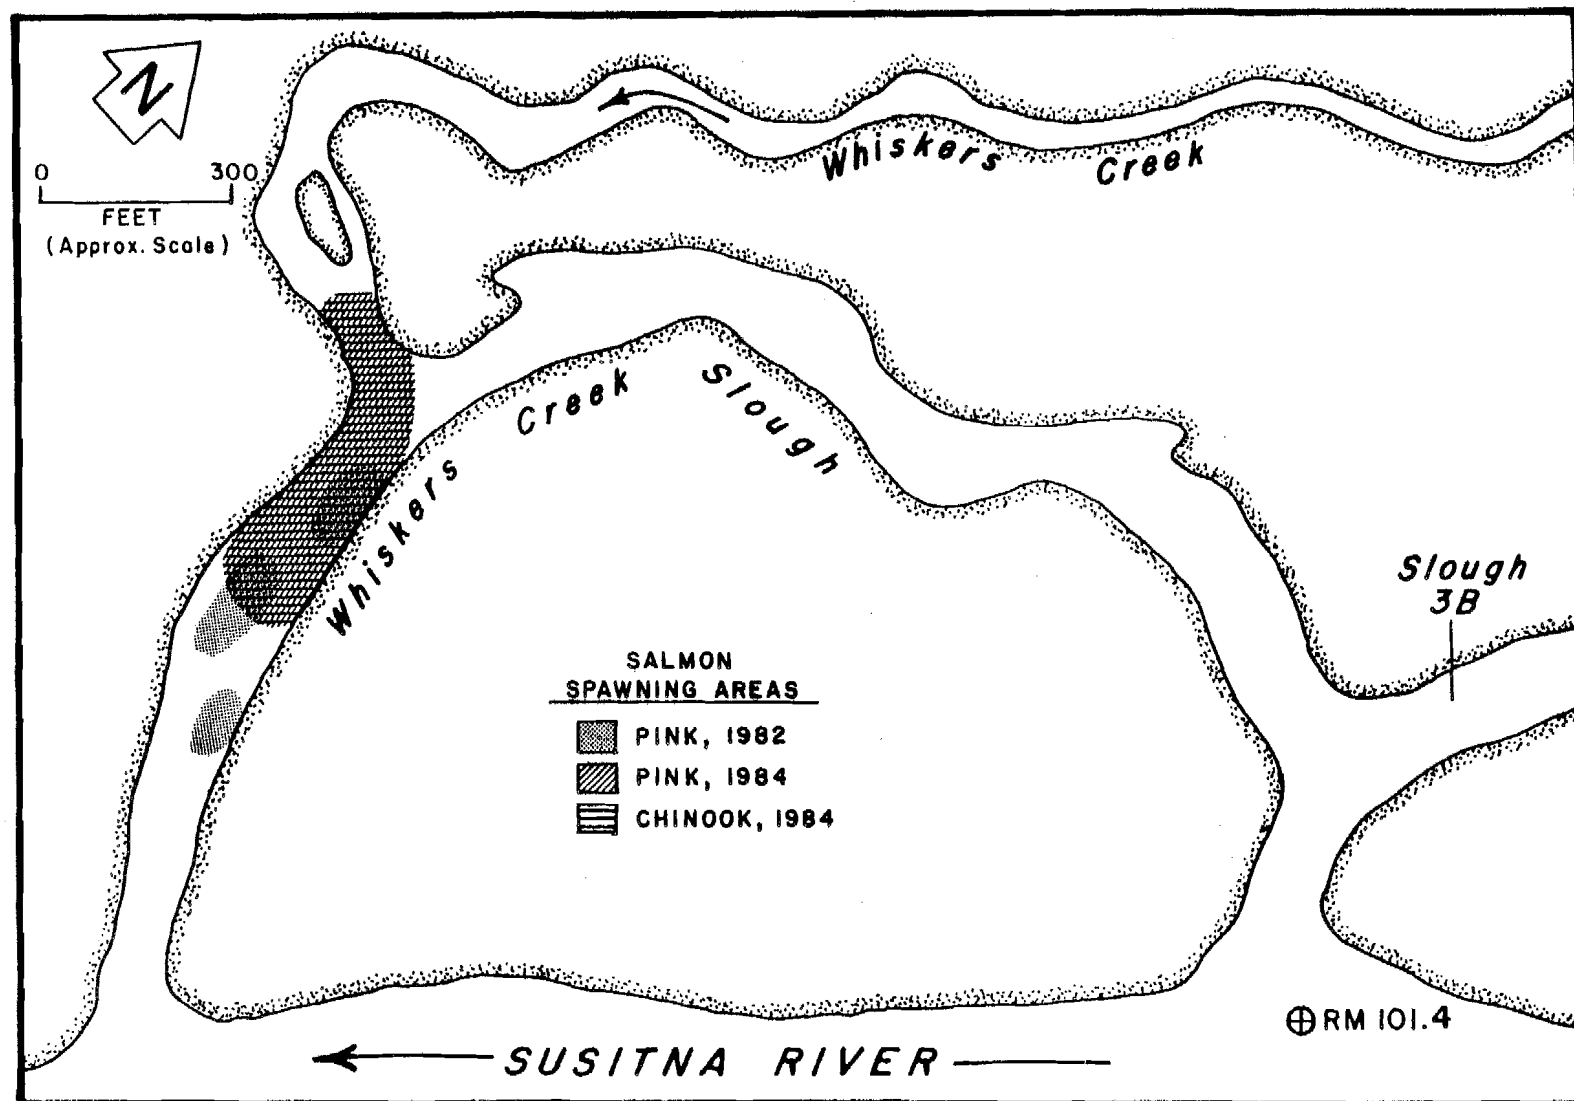 N
0 300
FEET
(Approx. Scale)
Whiskers Creek
Whiskers Creek Slough
Slough
3B
SALMON
SPAWNING AREAS
PINK, 1982
PINK, 1984
CHINOOK, 1984
RM 101.4
SUSITNA RIVER